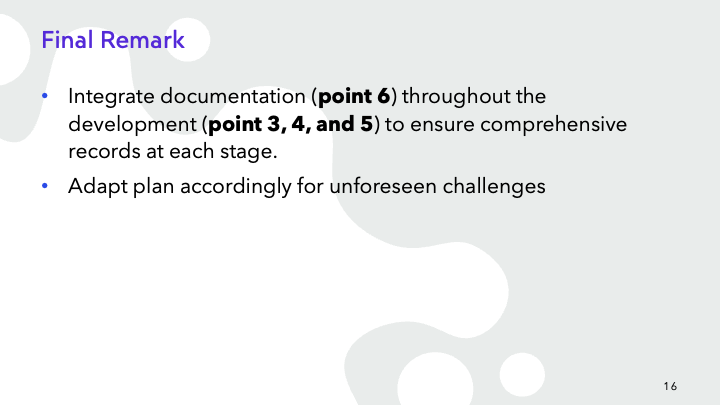 Final Remark
• Integrate documentation (point 6) throughout the
development (point 3, 4, and 5) to ensure comprehensive
records at each stage.
• Adapt plan accordingly for unforeseen challenges
16